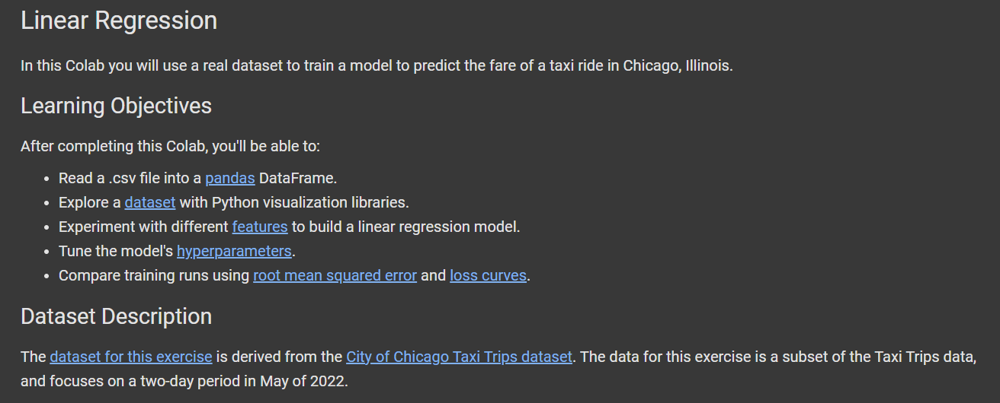 Linear Regression
In this Colab you will use a real dataset to train a model to predict the fare of a taxi ride in Chicago, Illinois.
Learning Objectives
After completing this Colab, you'll be able to:
• Read a .csv file into a pandas DataFrame.
• Explore a dataset with Python visualization libraries.
• Experiment with different features to build a linear regression model.
• Tune the model's hyperparameters.
• Compare training runs using root mean squared error and loss curves.
Dataset Description
The dataset for this exercise is derived from the City of Chicago Taxi Trips dataset. The data for this exercise is a subset of the Taxi Trips data,
and focuses on a two-day period in May of 2022.